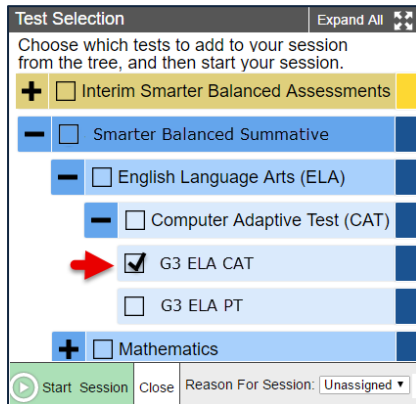 Test Selection Expand All
Choose which tests to add to your session
from the tree, and then start your session.
Interim Smarter Balanced Assessments
Smarter Balanced Summative
English Language Arts (ELA)
Computer Adaptive Test (CAT)
G3 ELA CAT
G3 ELA PT
Mathematics
Start Session Close Reason For Session: Unassigned